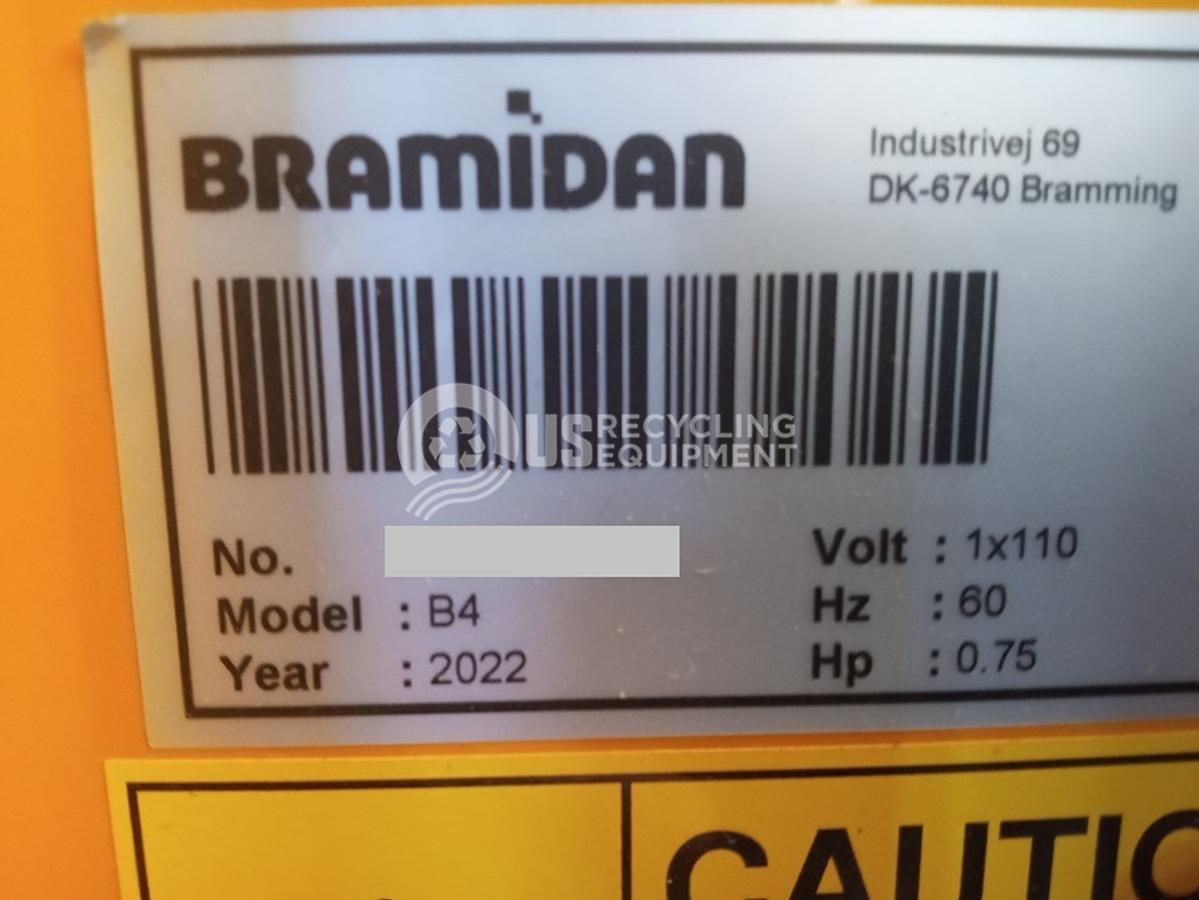 BRAMIDAN
Industrivej 69
DK-6740 Bramming
US RECYCLING
EQUIPMENT
No.
Model : B4
Year : 2022
Volt : 1x110
Hz : 60
Hp : 0.75